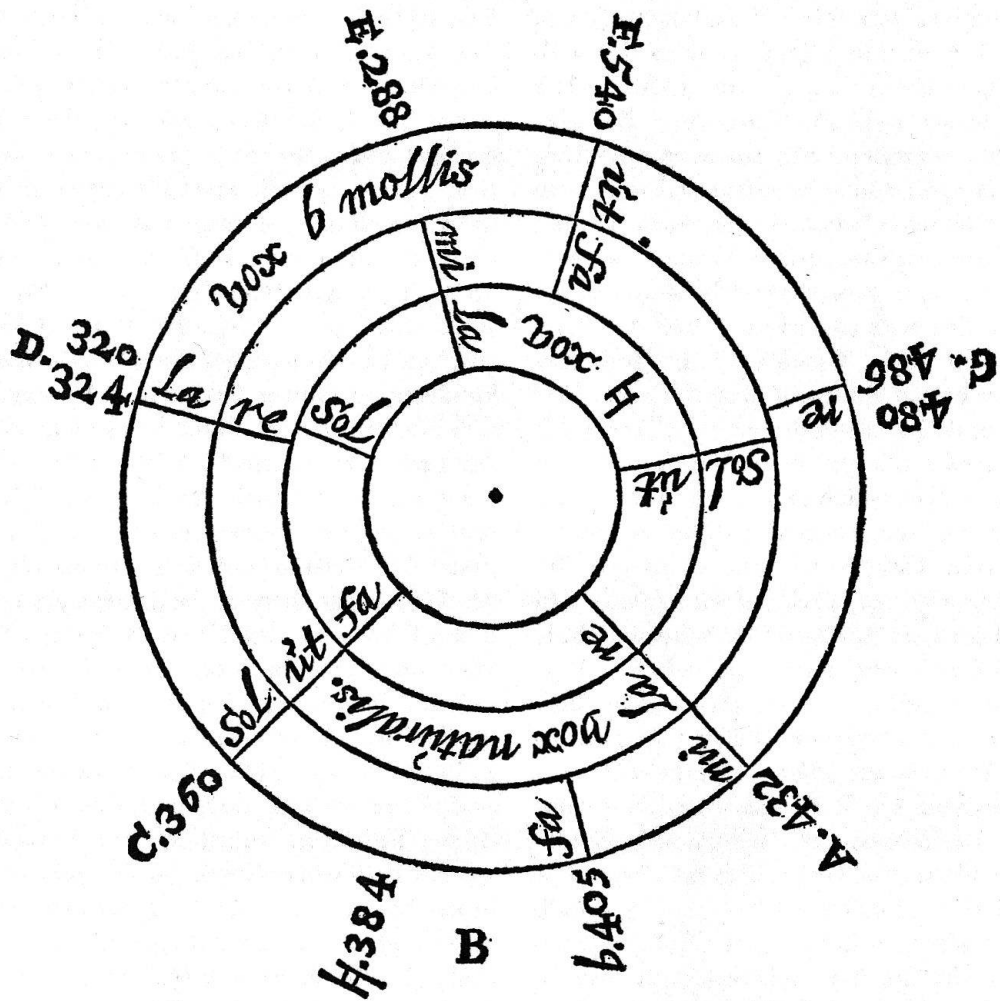 E.288
F.540
G. 486
480
A.432
b.405
H.384
C.360
D. 320
324
vox b mollis
ut
re
mi
fa
sol
la
vox naturalis.
mi
fa
sol
la
ut
re
H vox
la
ut
re
fa
sol
B